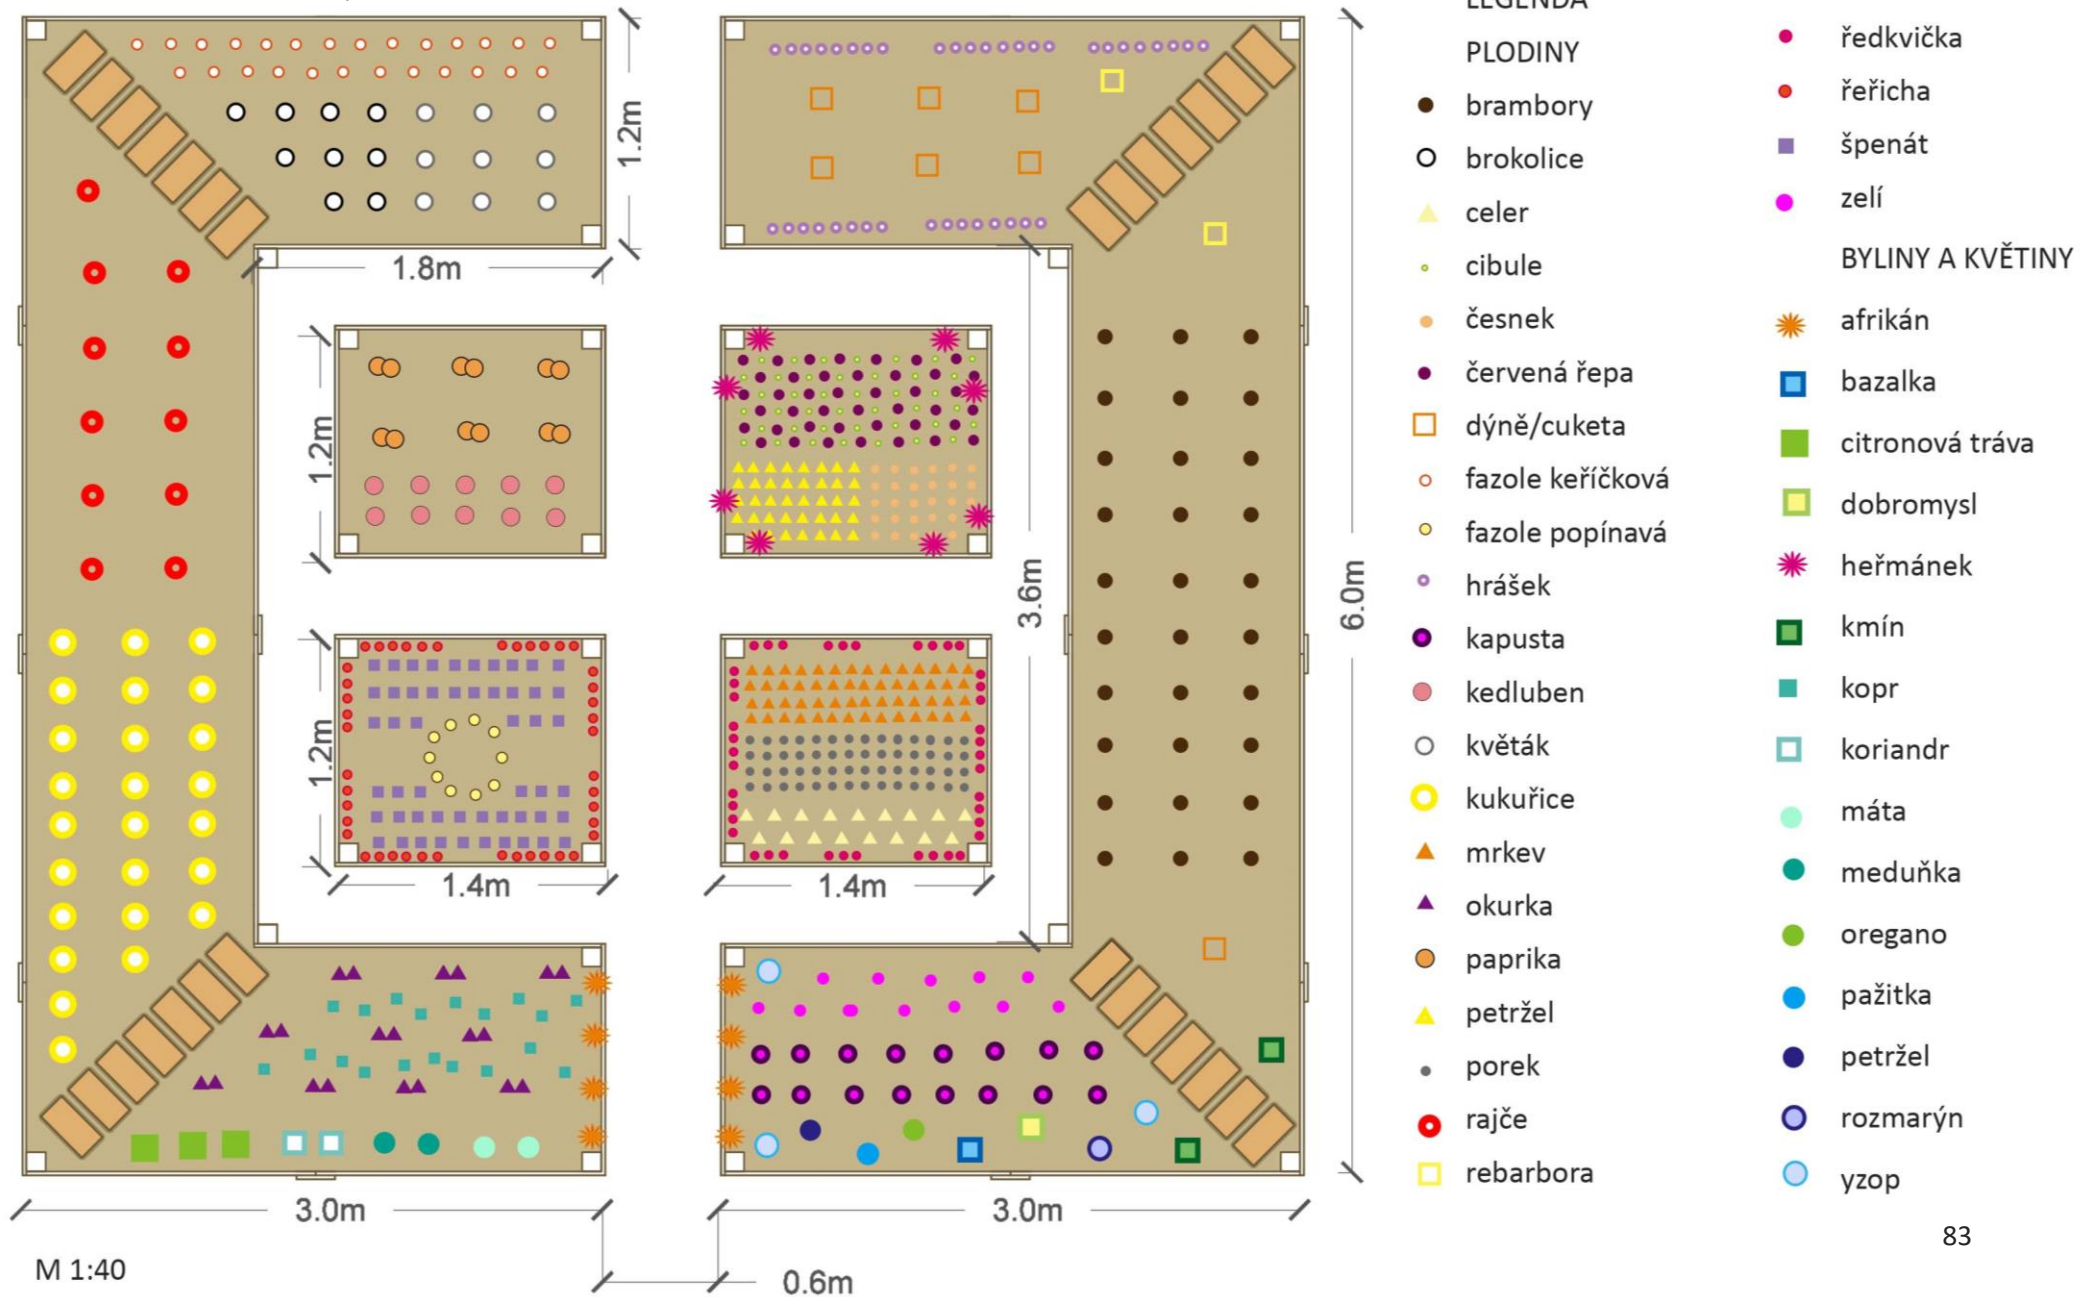 LEGENDA
PLODINY
brambory
brokolice
celer
cibule
česnek
červená řepa
dýně/cuketa
fazole keříčková
fazole popínavá
hrášek
kapusta
kedluben
květák
kukuřice
mrkev
okurka
paprika
petržel
porek
rajče
rebarbora
ředkvička
řeřicha
špenát
zelí
BYLINY A KVĚTINY
afrikán
bazalka
citronová tráva
dobromysl
heřmánek
kmín
kopr
koriandr
máta
meduňka
oregano
pažitka
petržel
rozmarýn
yzop
1.2m
1.8m
1.2m
3.6m
6.0m
1.2m
1.4m
1.4m
3.0m
3.0m
0.6m
M 1:40
83